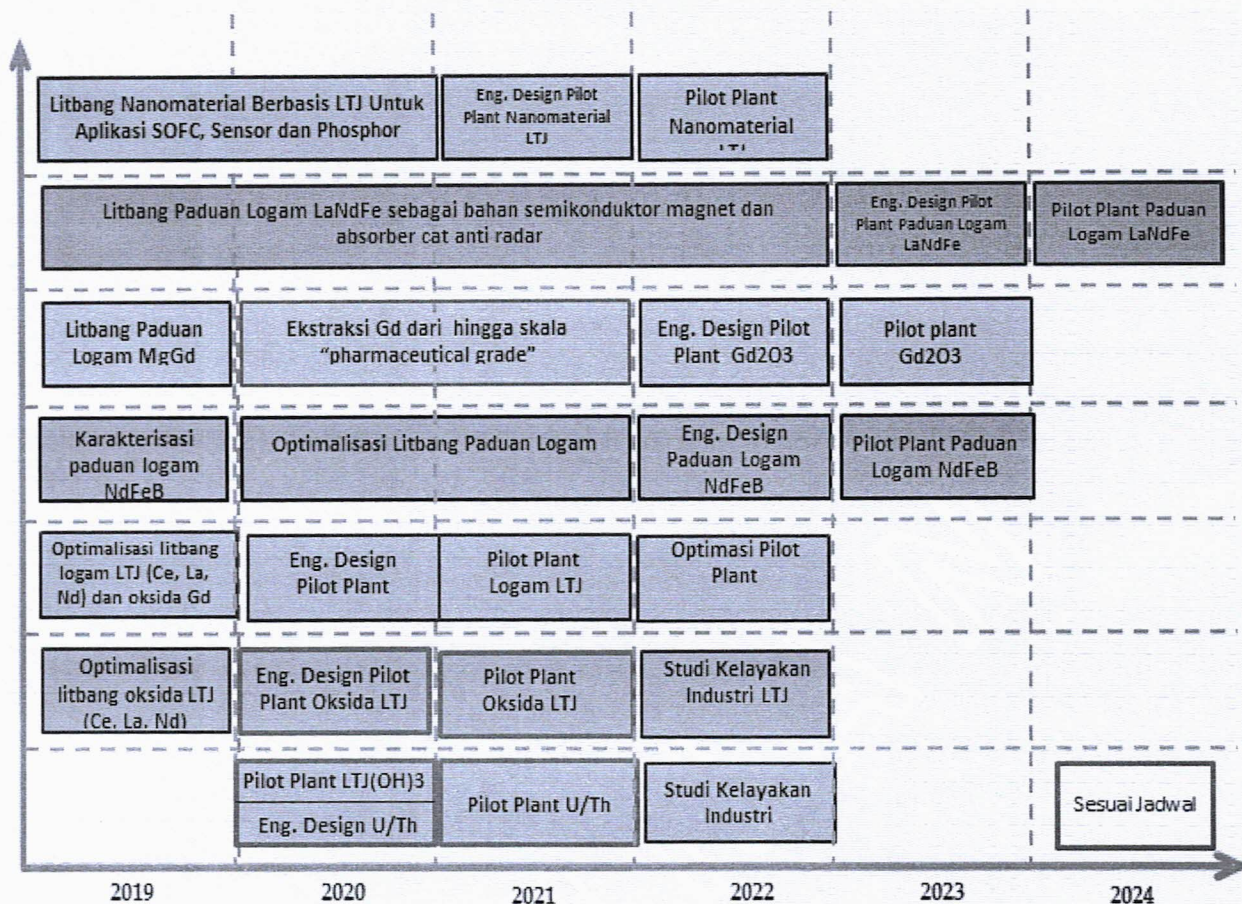 Litbang Nanomaterial Berbasis LTJ Untuk
Aplikasi SOFC, Sensor dan Phosphor
Eng. Design Pilot
Plant Nanomaterial
LTJ
Pilot Plant
Nanomaterial
LTJ
Litbang Paduan Logam LaNdFe sebagai bahan semikonduktor magnet dan
absorber cat anti radar
Eng. Design Pilot
Plant Paduan Logam
LaNdFe
Pilot Plant Paduan
Logam LaNdFe
Litbang Paduan
Logam MgGd
Ekstraksi Gd dari hingga skala
"pharmaceutical grade"
Eng. Design Pilot
Plant Gd2O3
Pilot plant
Gd2O3
Karakterisasi
paduan logam
NdFeB
Optimalisasi Litbang Paduan Logam
Eng. Design
Paduan Logam
NdFeB
Pilot Plant Paduan
Logam NdFeB
Optimalisasi litbang
logam LTJ (Ce, La,
Nd) dan oksida Gd
Eng. Design
Pilot Plant
Pilot Plant
Logam LTJ
Optimasi Pilot
Plant
Optimalisasi
litbang oksida LTJ
(Ce, La, Nd)
Eng. Design Pilot
Plant Oksida LTJ
Pilot Plant
Oksida LTJ
Studi Kelayakan
Industri LTJ
Pilot Plant LTJ(OH)3
Eng. Design U/Th
Pilot Plant U/Th
Studi Kelayakan
Industri
Sesuai Jadwal
2019
2020
2021
2022
2023
2024